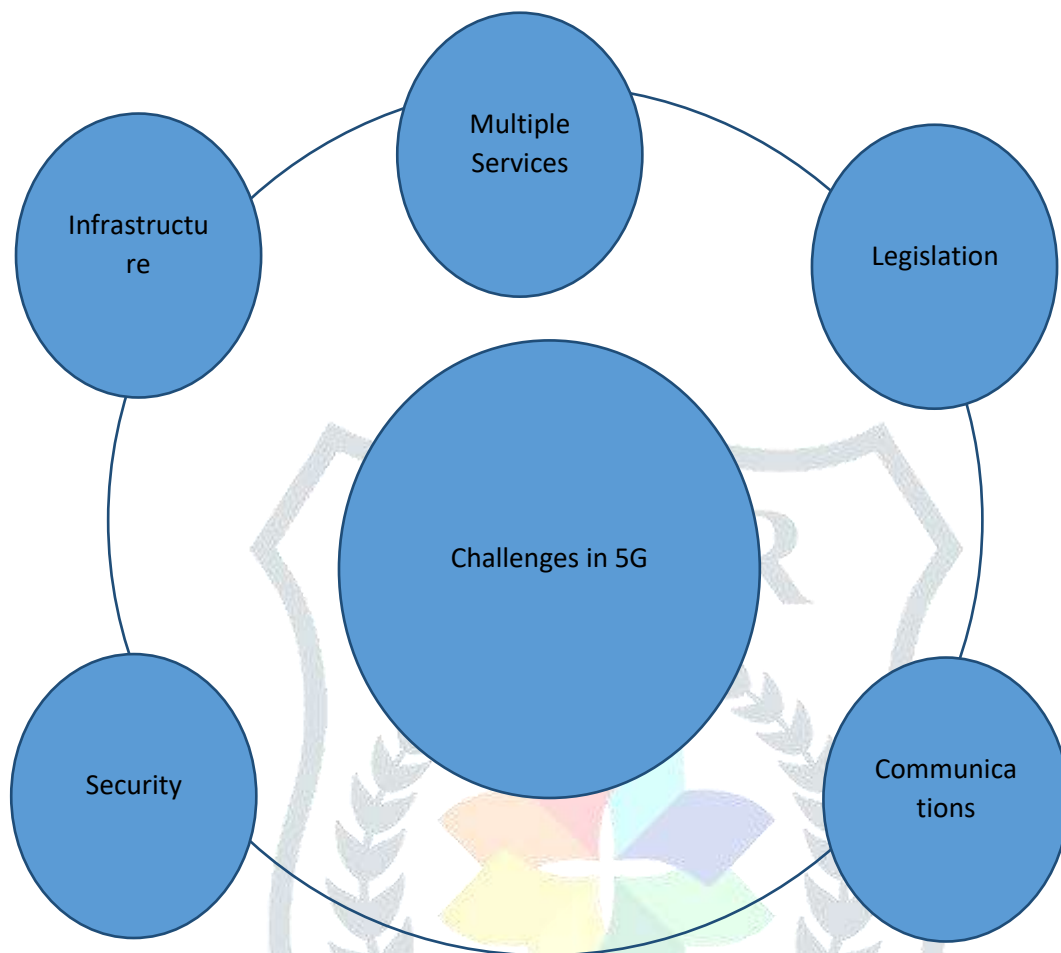 Multiple
Services
Infrastructu
re
Legislation
Challenges in 5G
Security
Communica
tions
R